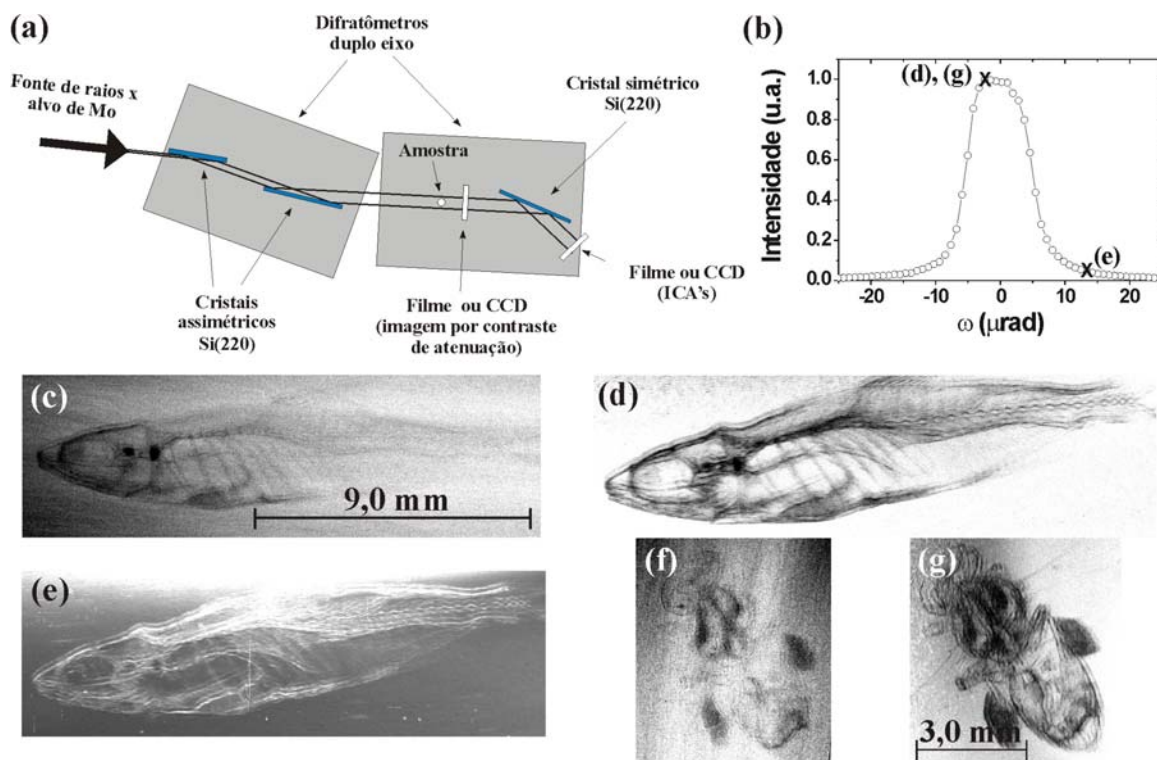 (a)
Difratômetros
duplo eixo
Fonte de raios x
alvo de Mo
Cristal simétrico
Si(220)
Amostra
Cristais
assimétricos
Si(220)
Filme ou CCD
(imagem por contraste
de atenuação)
Filme ou CCD
(ICA's)
(b)
Intensidade (u.a.)
1.0
0.8
0.6
0.4
0.2
0.0
(d), (g) X
X (e)
-20
-10
0
10
20
ω (μrad)
(c)
9,0 mm
(d)
(e)
(f)
(g)
3,0 mm